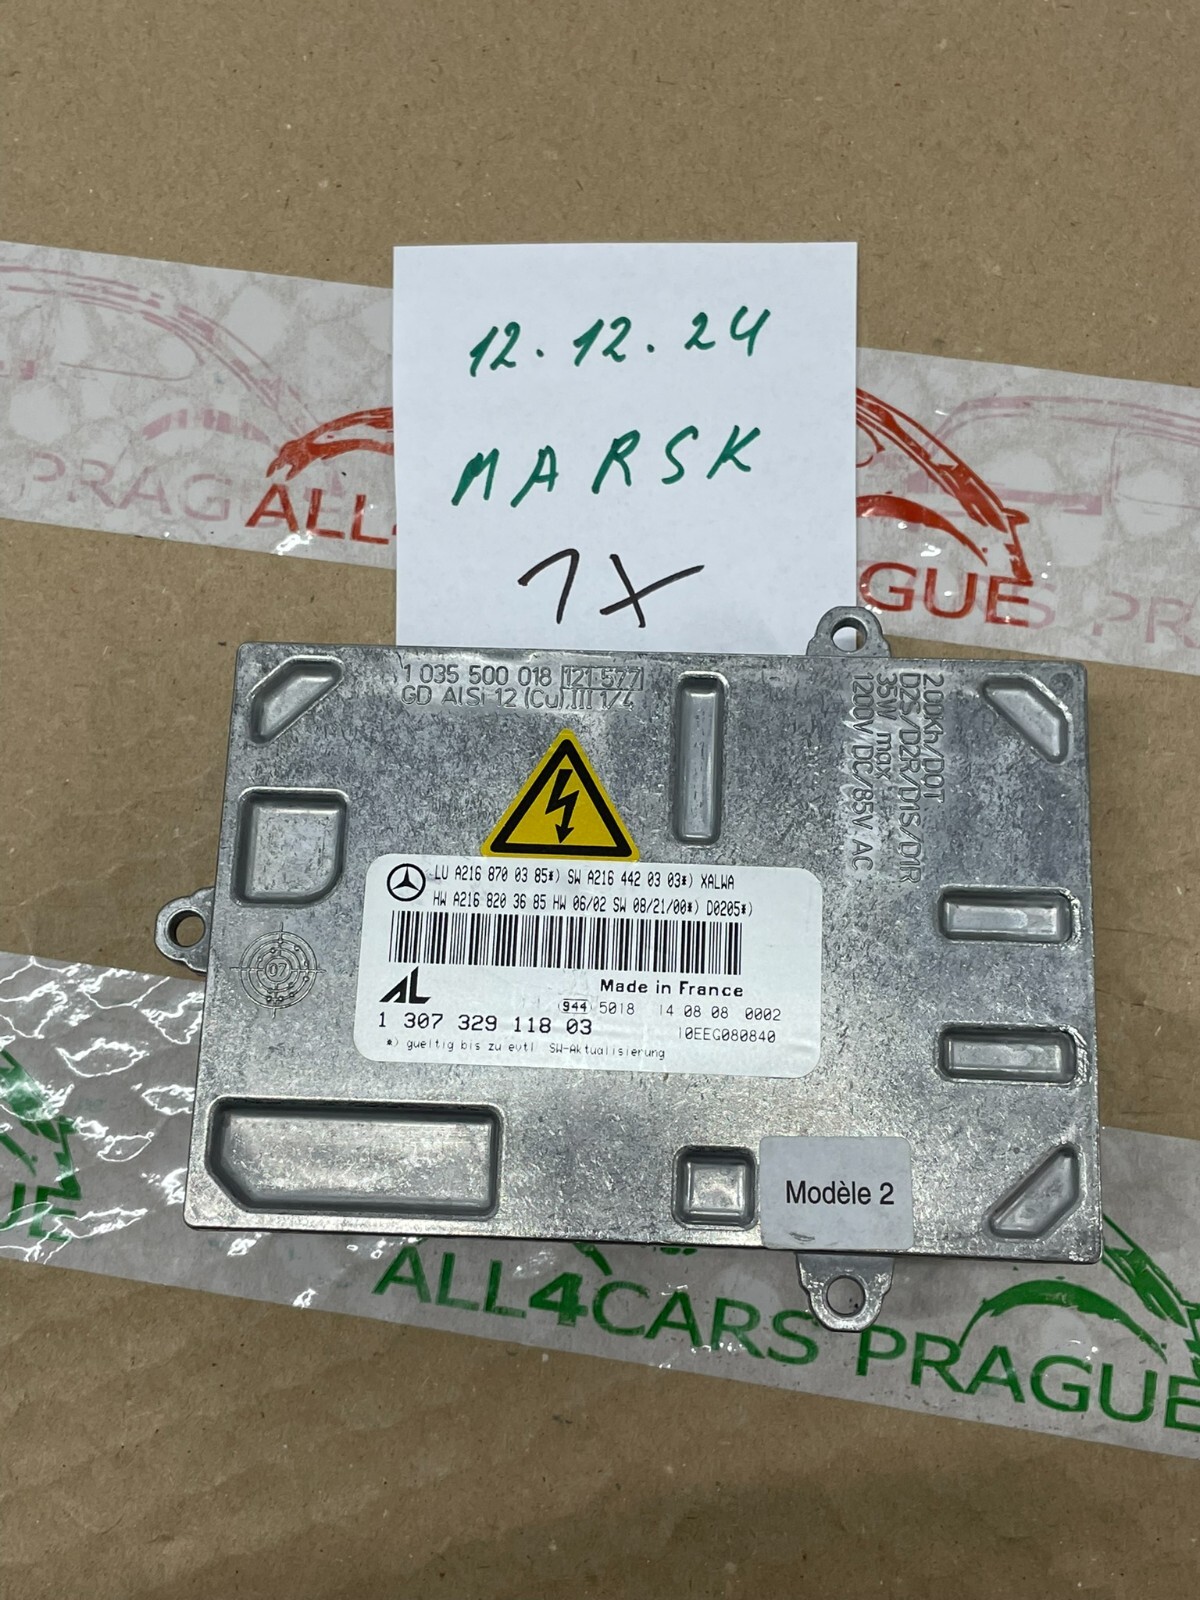 12.12.24
MARSK
1X
PRAG ALL4 GUE S PR
1 035 500 018 121 577
GD AlSi 12 (Cu) III 1/4
2.00Kh/DOT
D2S/D2R/D1S/D1R
35W max
1200V DC/85V AC
LU A216 870 03 85*) SW A216 442 03 03*) XALWA
HW A216 820 36 85 HW 06/02 SW 08/21/00*) D0205*)
Made in France
AL
944 5018 14 08 08 0002
1 307 329 118 03
10EEG080840
*) gueltig bis zu evtl SW-Aktualisierung
07
Modèle 2
UE ALL4CARS PRAGUE